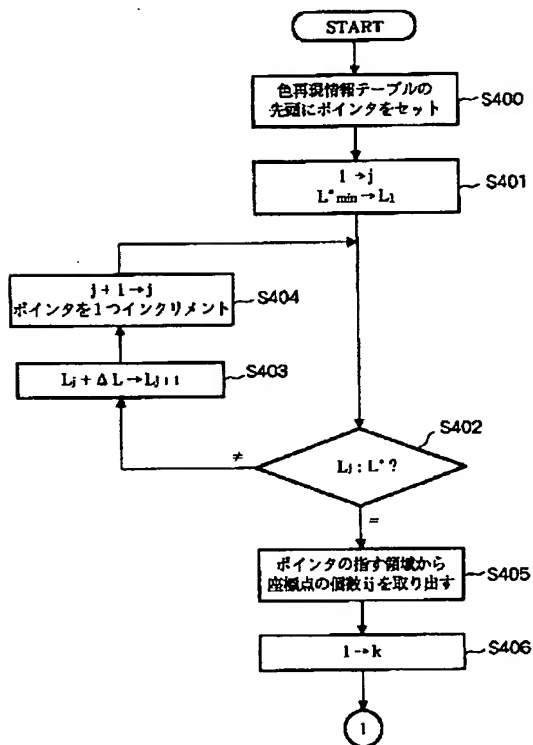 START
色再現情報テーブルの
先頭にポインタをセット
S400
1→j
L*min→L1
S401
j+1→j
ポインタを1つインクリメント
S404
Lj+ΔL→Lj+1
S403
S402
≠
Lj:L*?
=
ポインタの指す領域から
座標点の個数ijを取り出す
S405
1→k
S406
1